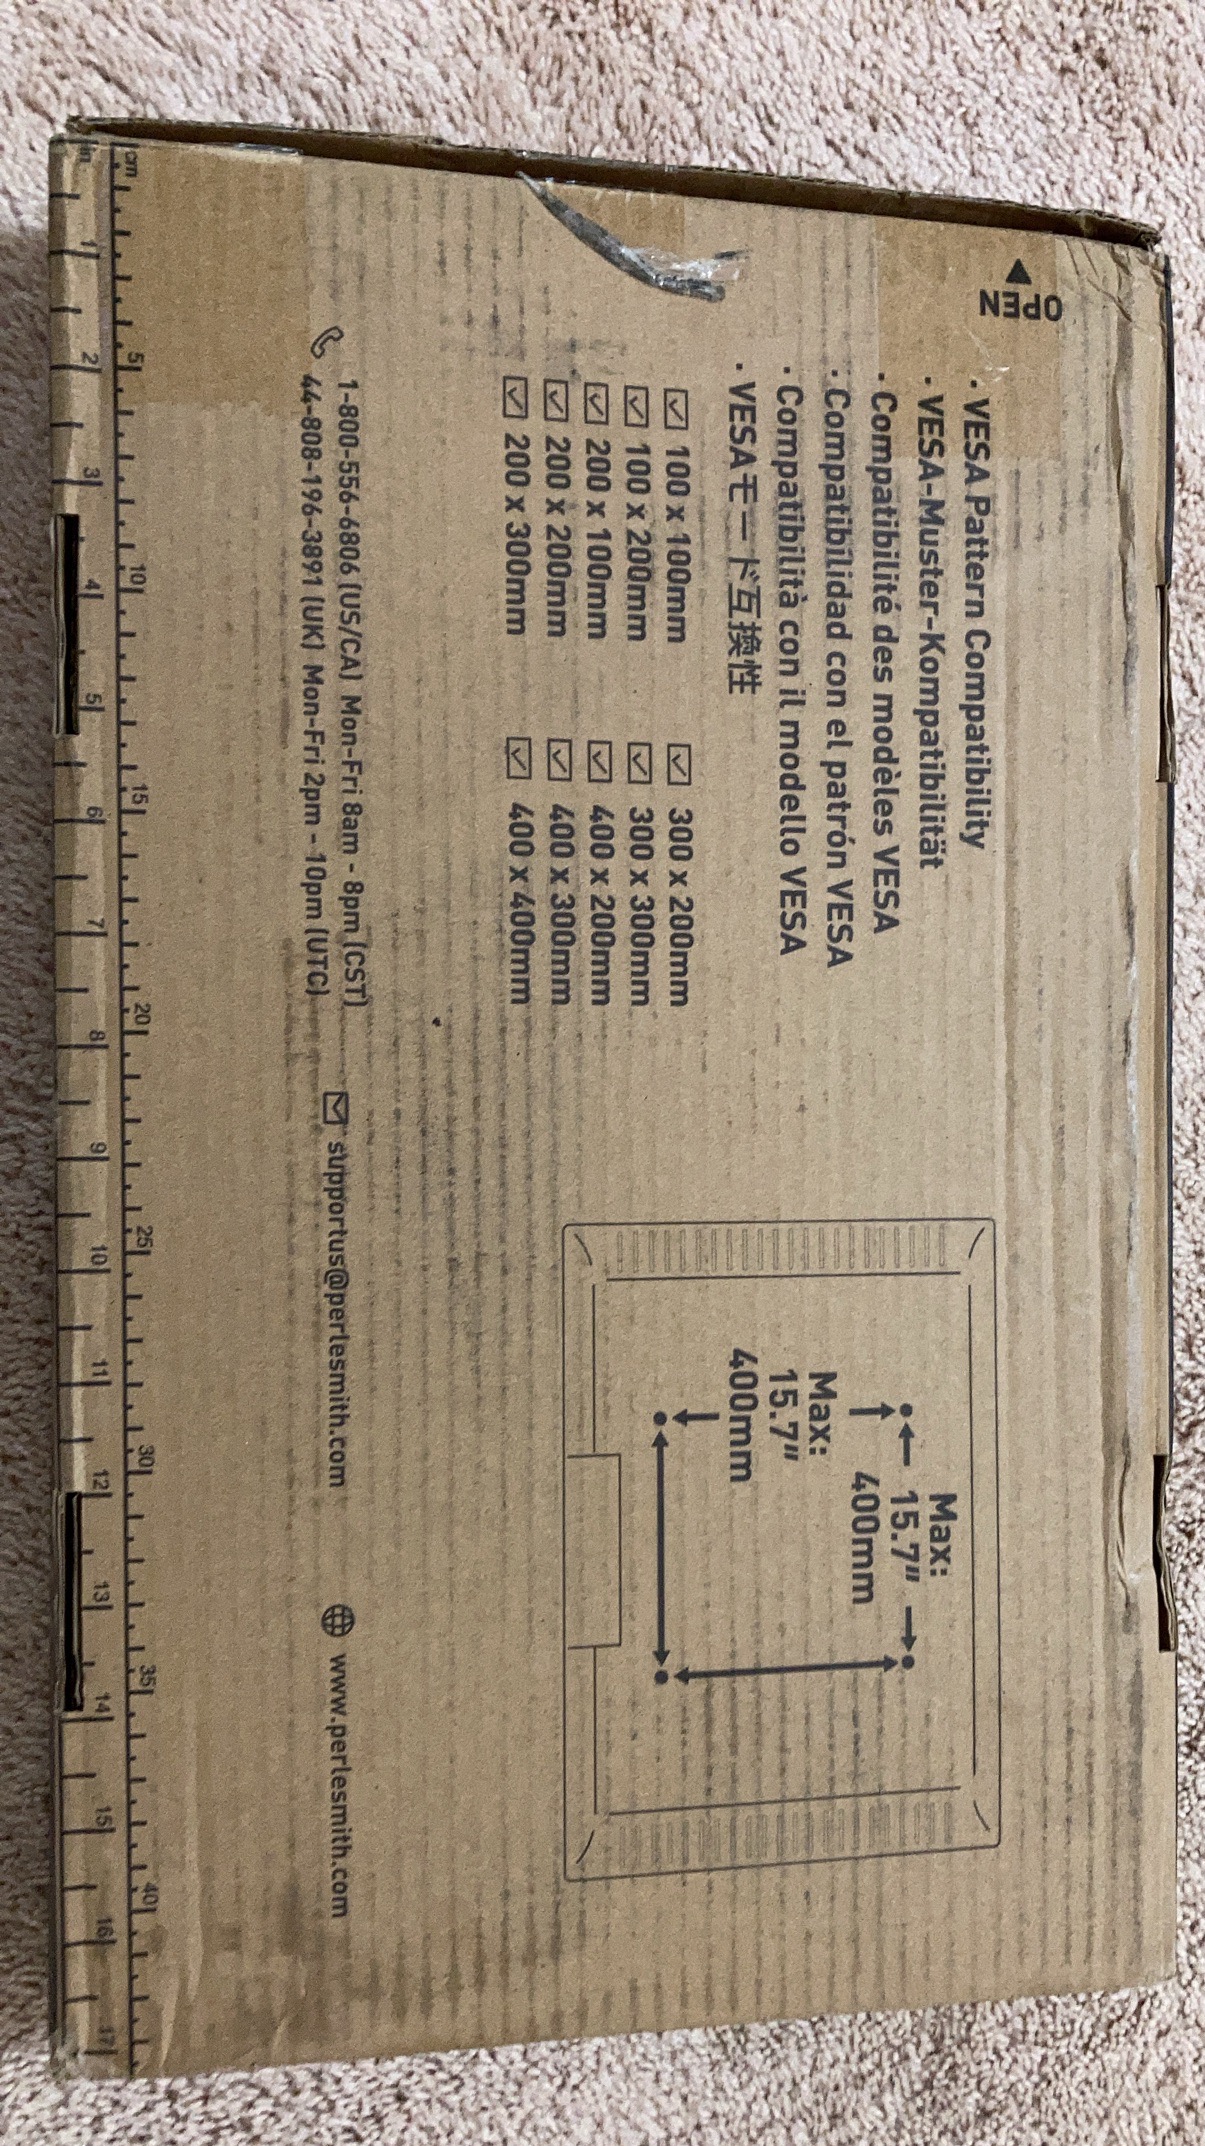 OPEN
· VESA Pattern Compatibility
· VESA-Muster-Kompatibilität
· Compatibilité des modèles VESA
· Compatibilidad con el patrón VESA
· Compatibilità con il modello VESA
· VESAモード互換性
☑ 100 x 100mm
☑ 100 x 200mm
☑ 200 x 100mm
☑ 200 x 200mm
☑ 200 x 300mm
☑ 300 x 200mm
☑ 300 x 300mm
☑ 400 x 200mm
☑ 400 x 300mm
☑ 400 x 400mm
Max:
15.7"
400mm
Max:
15.7"
400mm
1-800-556-6806 (US/CA) Mon-Fri 8am - 8pm (CST)
44-808-196-3891 (UK) Mon-Fri 2pm - 10pm (UTC)
supportus@perlesmith.com
www.perlesmith.com
cm 5 10 15 20 25 30 35 40
in 1 2 3 4 5 6 7 8 9 10 11 12 13 14 15 16 17